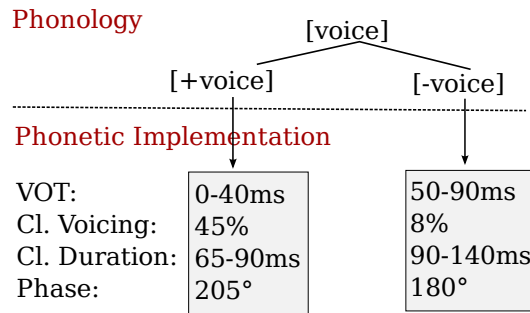 Phonology
[voice]
[+voice] [-voice]
Phonetic Implementation
VOT: 0-40ms 50-90ms
Cl. Voicing: 45% 8%
Cl. Duration: 65-90ms 90-140ms
Phase: 205° 180°